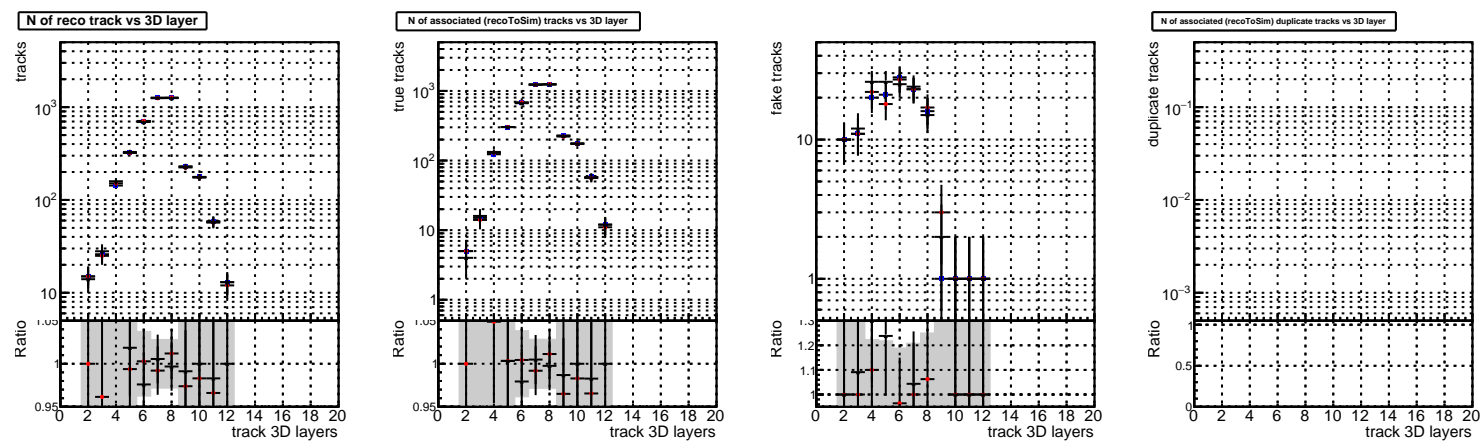 N of reco track vs 3D layer
tracks
10³
10²
10
Ratio
1.05
1
0.95
0 2 4 6 8 10 12 14 16 18 20
track 3D layers
N of associated (recoToSim) tracks vs 3D layer
true tracks
10³
10²
10
1
Ratio
1.05
1
0.95
0 2 4 6 8 10 12 14 16 18 20
track 3D layers
fake tracks
10
1
Ratio
1.3
1.2
1.1
1
0 2 4 6 8 10 12 14 16 18 20
track 3D layers
N of associated (recoToSim) duplicate tracks vs 3D layer
duplicate tracks
10⁻¹
10⁻²
10⁻³
Ratio
1
0.5
0
0 2 4 6 8 10 12 14 16 18 20
track 3D layers